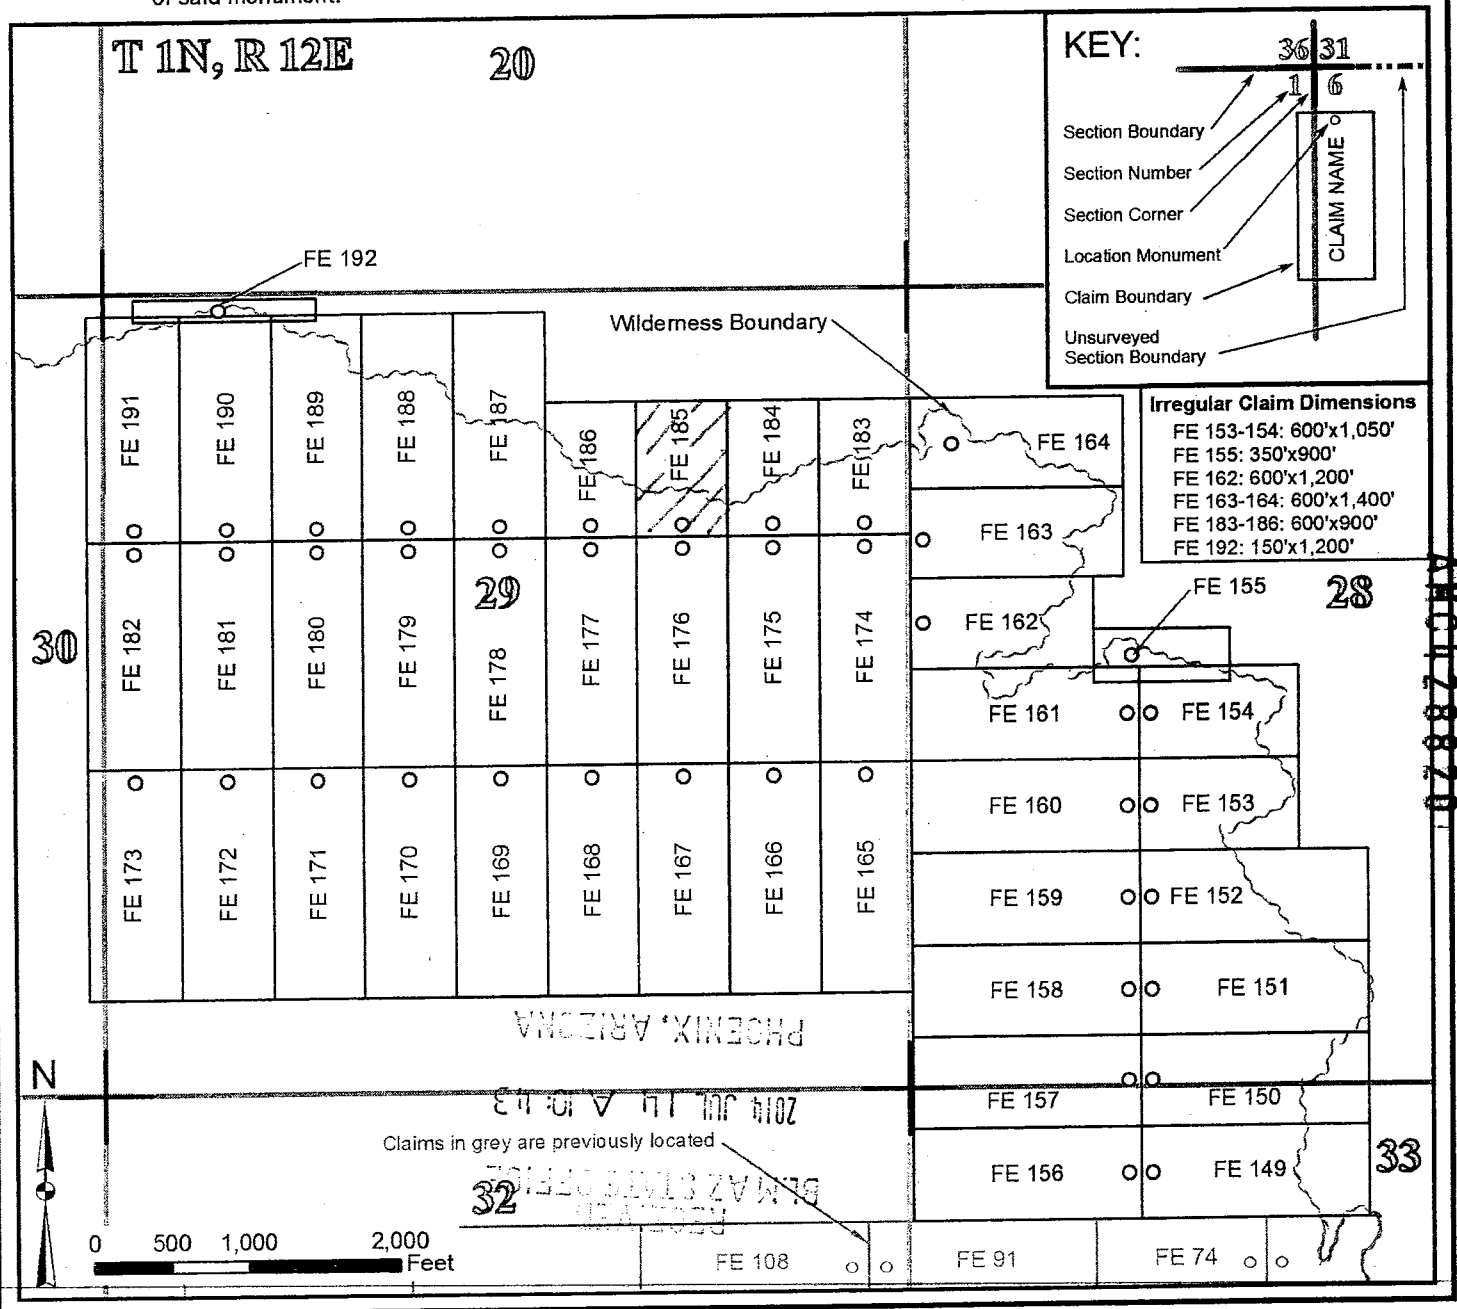 of said monument.
T 1N, R 12E
20
KEY:
36 31
1 6
Section Boundary
Section Number
Section Corner
Location Monument
Claim Boundary
Unsurveyed
Section Boundary
CLAIM NAME
FE 192
Wilderness Boundary
Irregular Claim Dimensions
FE 153-154: 600'x1,050'
FE 155: 350'x900'
FE 162: 600'x1,200'
FE 163-164: 600'x1,400'
FE 183-186: 600'x900'
FE 192: 150'x1,200'
FE 191
FE 190
FE 189
FE 188
FE 187
FE 186
FE 185
FE 184
FE 183
FE 164
FE 163
FE 162
FE 155
28
29
30
FE 182
FE 181
FE 180
FE 179
FE 178
FE 177
FE 176
FE 175
FE 174
FE 161
FE 154
FE 160
FE 153
FE 173
FE 172
FE 171
FE 170
FE 169
FE 168
FE 167
FE 166
FE 165
FE 159
FE 152
FE 158
FE 151
PHOENIX, ARIZONA
2014 JUL 14 A 10:43
BLM AZ STATE OFFICE
RECEIVED
N
FE 157
FE 150
Claims in grey are previously located
FE 156
FE 149
33
32
0 500 1,000 2,000
Feet
FE 108
FE 91
FE 74